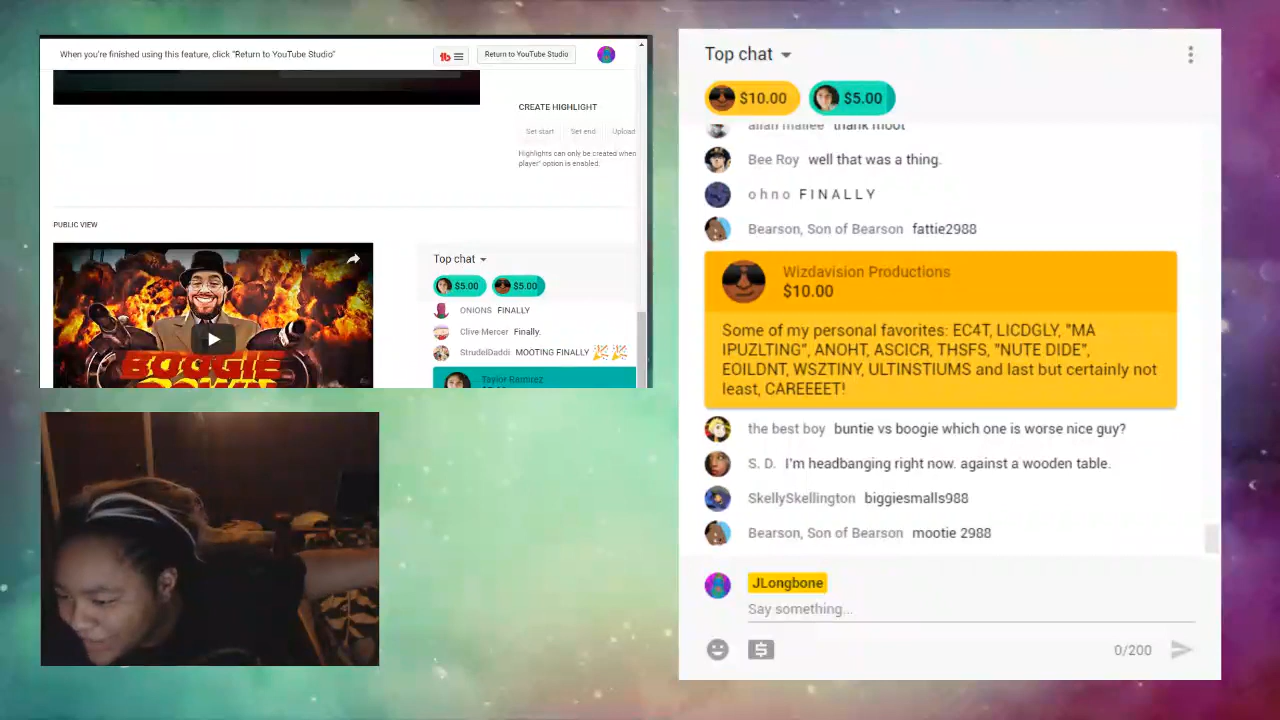 When you're finished using this feature, click "Return to YouTube Studio"
Return to YouTube Studio
CREATE HIGHLIGHT
Set start Set end Upload
Highlights can only be created when
player" option is enabled.
PUBLIC VIEW
BOOGIE
DOWN
Top chat
$5.00 $5.00
ONIONS FINALLY
Clive Mercer Finally.
StrudelDaddi MOOTING FINALLY
Taylor Ramirez
Top chat
$10.00 $5.00
allan mallee thank moot
Bee Roy well that was a thing.
o h n o F I N A L L Y
Bearson, Son of Bearson fattie2988
Wizdavision Productions
$10.00
Some of my personal favorites: EC4T, LICDGLY, "MA
IPUZLTING", ANOHT, ASCICR, THSFS, "NUTE DIDE",
EOILDNT, WSZTINY, ULTINSTIUMS and last but certainly not
least, CAREEEET!
the best boy buntie vs boogie which one is worse nice guy?
S. D. I'm headbanging right now. against a wooden table.
SkellySkellington biggiesmalls988
Bearson, Son of Bearson mootie 2988
JLongbone
Say something...
0/200